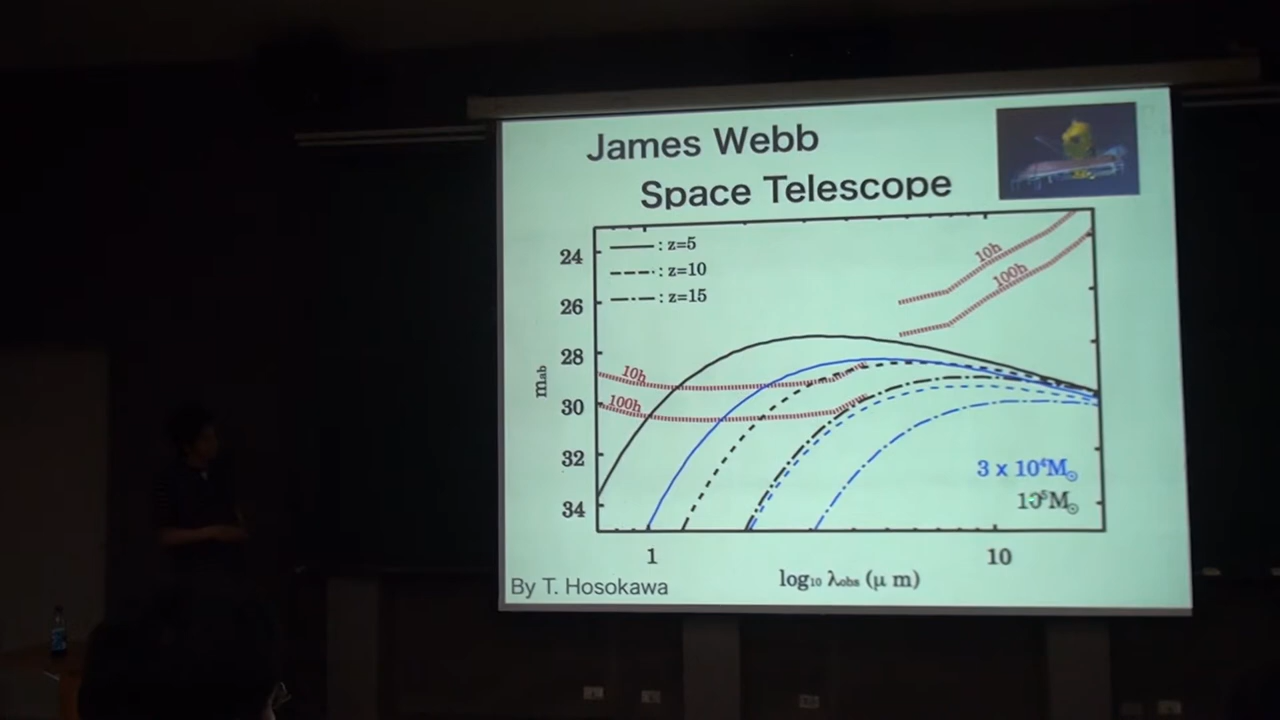 James Webb
Space Telescope
: z=5
: z=10
: z=15
10h
100h
10h
100h
24
26
28
30
32
34
m_ab
3 x 10⁴M☉
10⁵M☉
1
10
log₁₀ λ_obs (μ m)
By T. Hosokawa